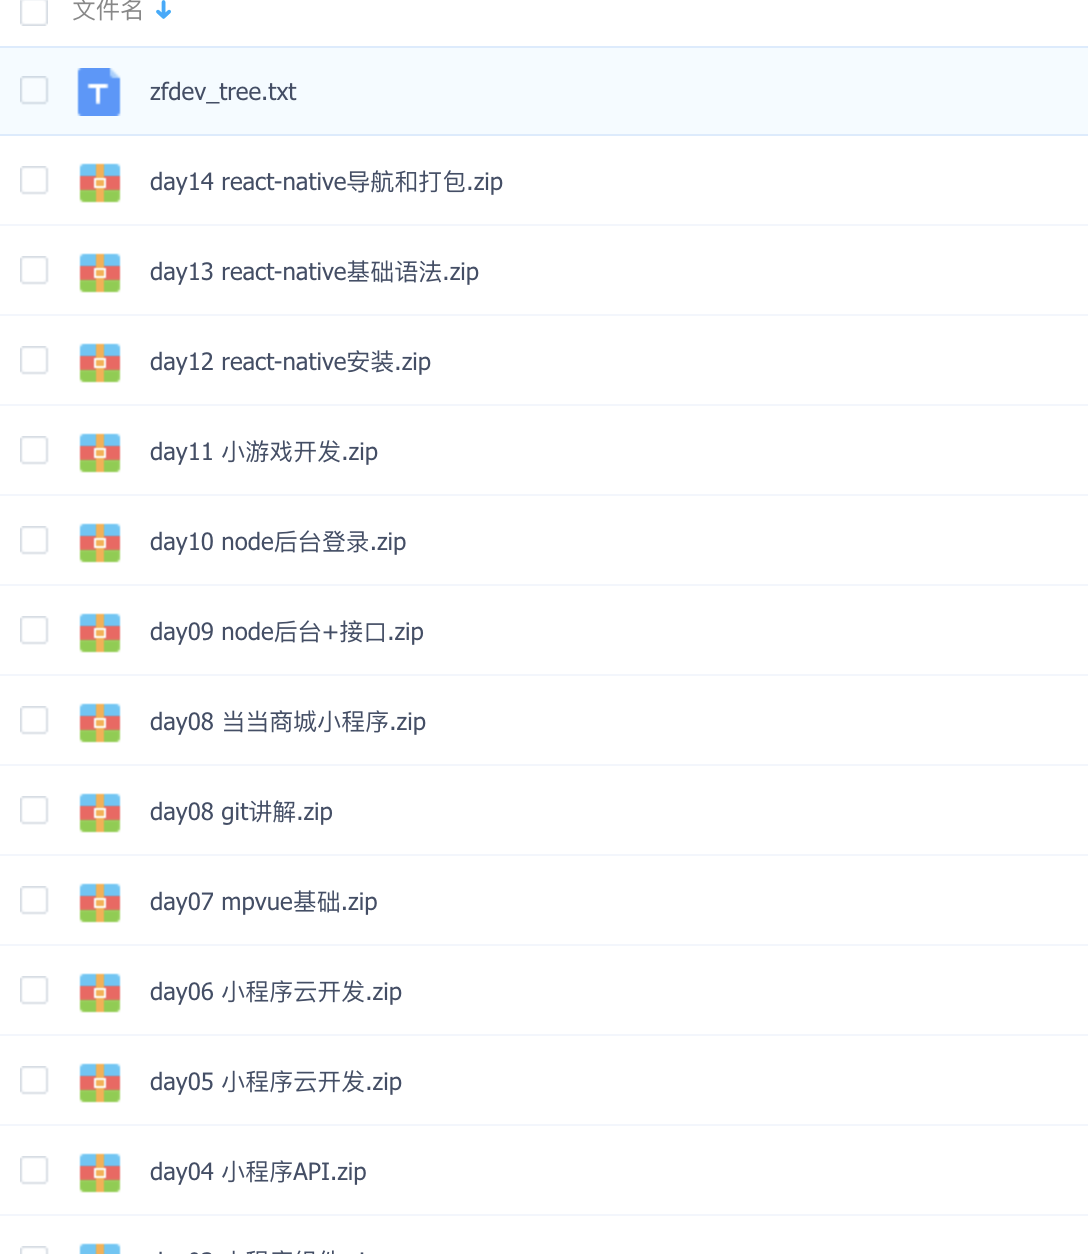 文件名
zfdev_tree.txt
day14 react-native导航和打包.zip
day13 react-native基础语法.zip
day12 react-native安装.zip
day11 小游戏开发.zip
day10 node后台登录.zip
day09 node后台+接口.zip
day08 当当商城小程序.zip
day08 git讲解.zip
day07 mpvue基础.zip
day06 小程序云开发.zip
day05 小程序云开发.zip
day04 小程序API.zip